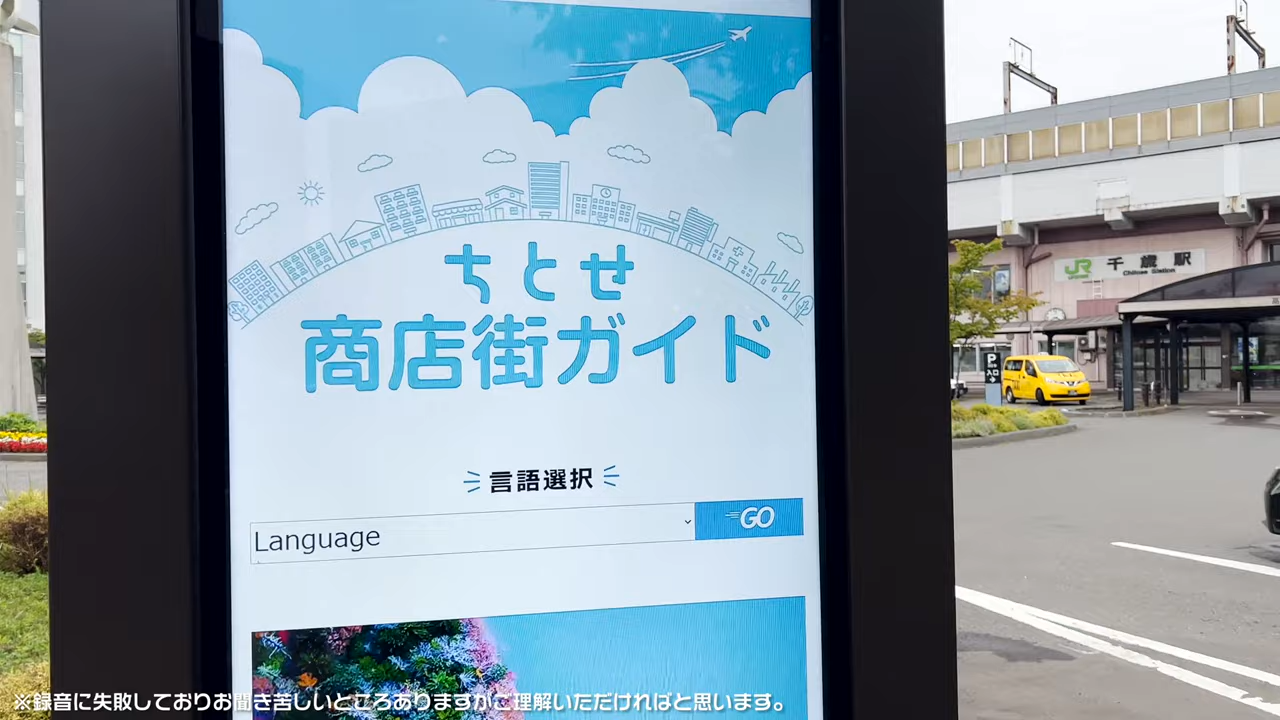 ちとせ
商店街ガイド
言語選択
Language
GO
JR 千歳駅
Chitose Station
P
入口
※録音に失敗しておりお聞き苦しいところありますがご理解いただければと思います。